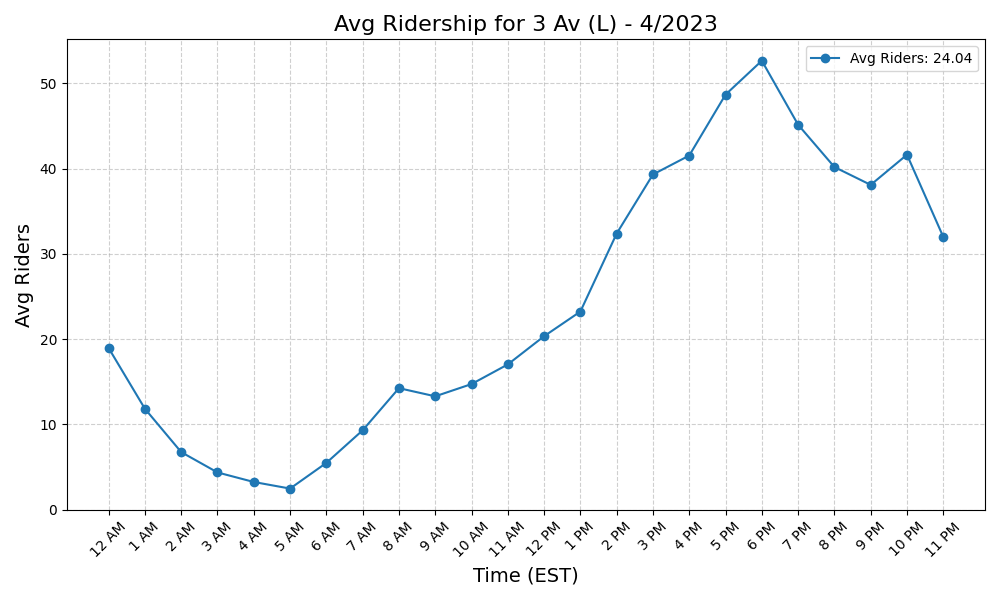 Avg Ridership for 3 Av (L) - 4/2023
Avg Riders: 24.04
Avg Riders
50
40
30
20
10
0
12 AM
1 AM
2 AM
3 AM
4 AM
5 AM
6 AM
7 AM
8 AM
9 AM
10 AM
11 AM
12 PM
1 PM
2 PM
3 PM
4 PM
5 PM
6 PM
7 PM
8 PM
9 PM
10 PM
11 PM
Time (EST)